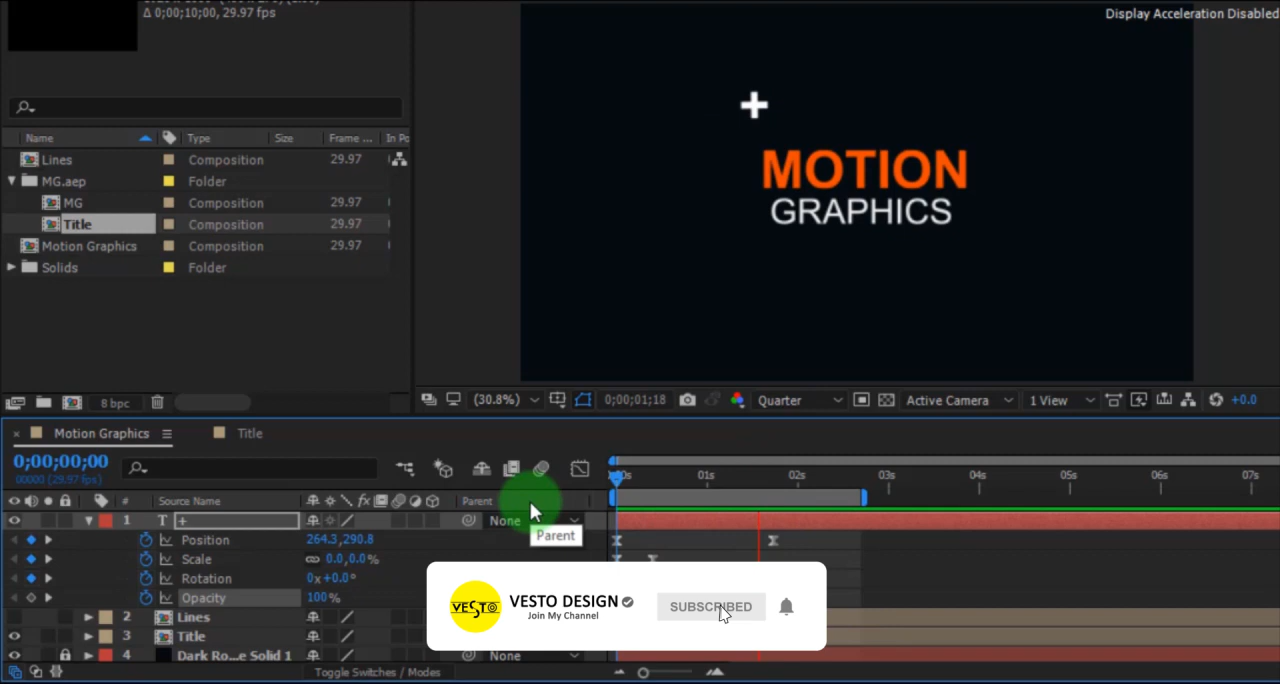 Δ 0;00;10;00, 29.97 fps
Display Acceleration Disabled
MOTION
GRAPHICS
Name Type Size Frame ... In Po
Lines Composition 29.97
MG.aep Folder
MG Composition 29.97
Title Composition 29.97
Motion Graphics Composition 29.97
Solids Folder
8 bpc
(30.8%) 0;00;01;18 Quarter Active Camera 1 View +0.0
× Motion Graphics Title
0;00;00;00
00000 (29.97 fps)
00s 01s 02s 03s 04s 05s 06s 07s
# Source Name fx Parent
1 T + None
Parent
Position 264.3,290.8
Scale 0.0,0.0%
Rotation 0x+0.0°
Opacity 100%
2 Lines
3 Title
4 Dark Ro...e Solid 1 None
Toggle Switches / Modes
VESTO
VESTO DESIGN
Join My Channel
SUBSCRIBED